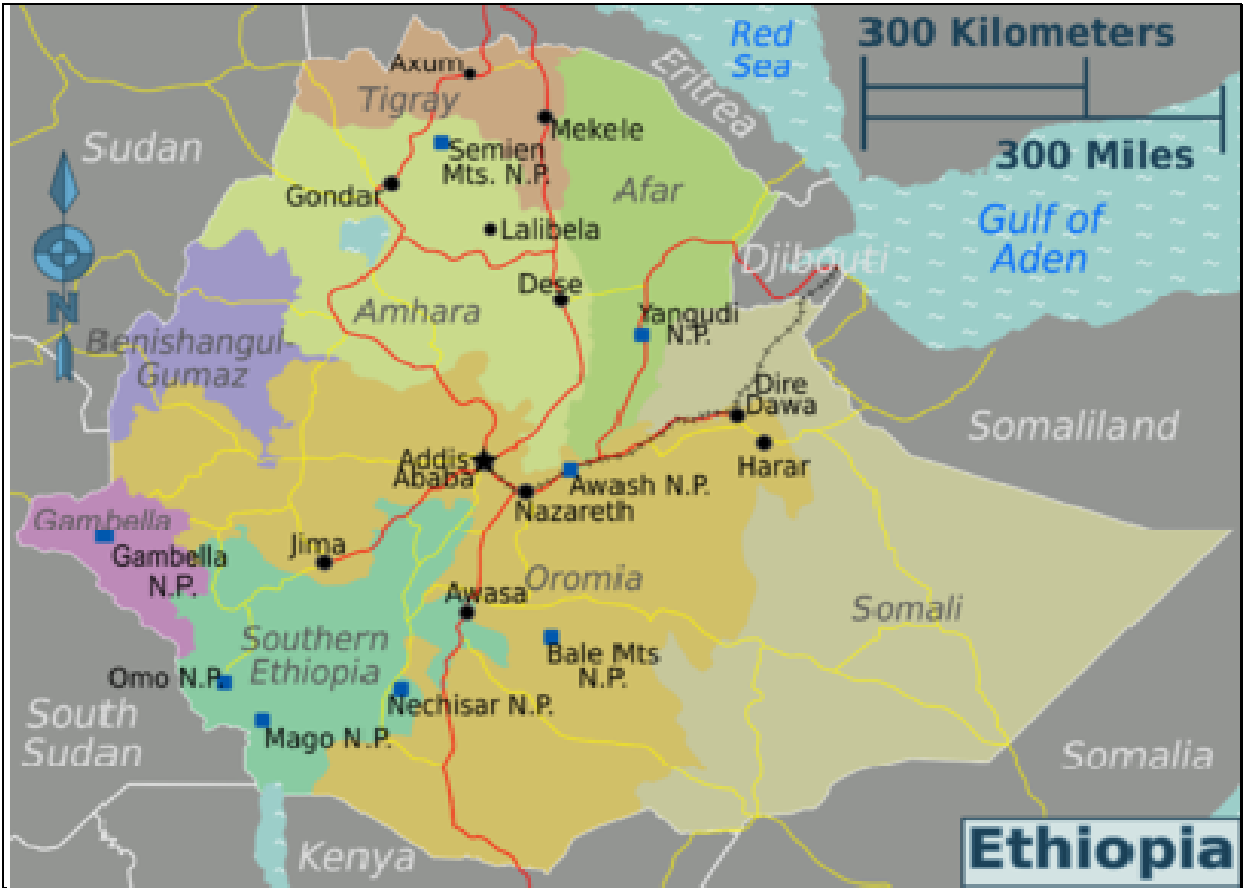 Red
Sea
300 Kilometers
300 Miles
Eritrea
Axum
Tigray
Mekele
Sudan
Semien
Mts. N.P.
Afar
Gondar
Lalibela
Gulf of
Aden
Djibouti
Dese
N
Amhara
Yangudi
N.P.
Benishangul-
Gumaz
Dire
Dawa
Somaliland
Addis
Ababa
Harar
Awash N.P.
Nazareth
Gambella
Gambella
N.P.
Jima
Oromia
Awasa
Somali
Southern
Ethiopia
Bale Mts
N.P.
Omo N.P.
Nechisar N.P.
South
Sudan
Mago N.P.
Somalia
Kenya
Ethiopia